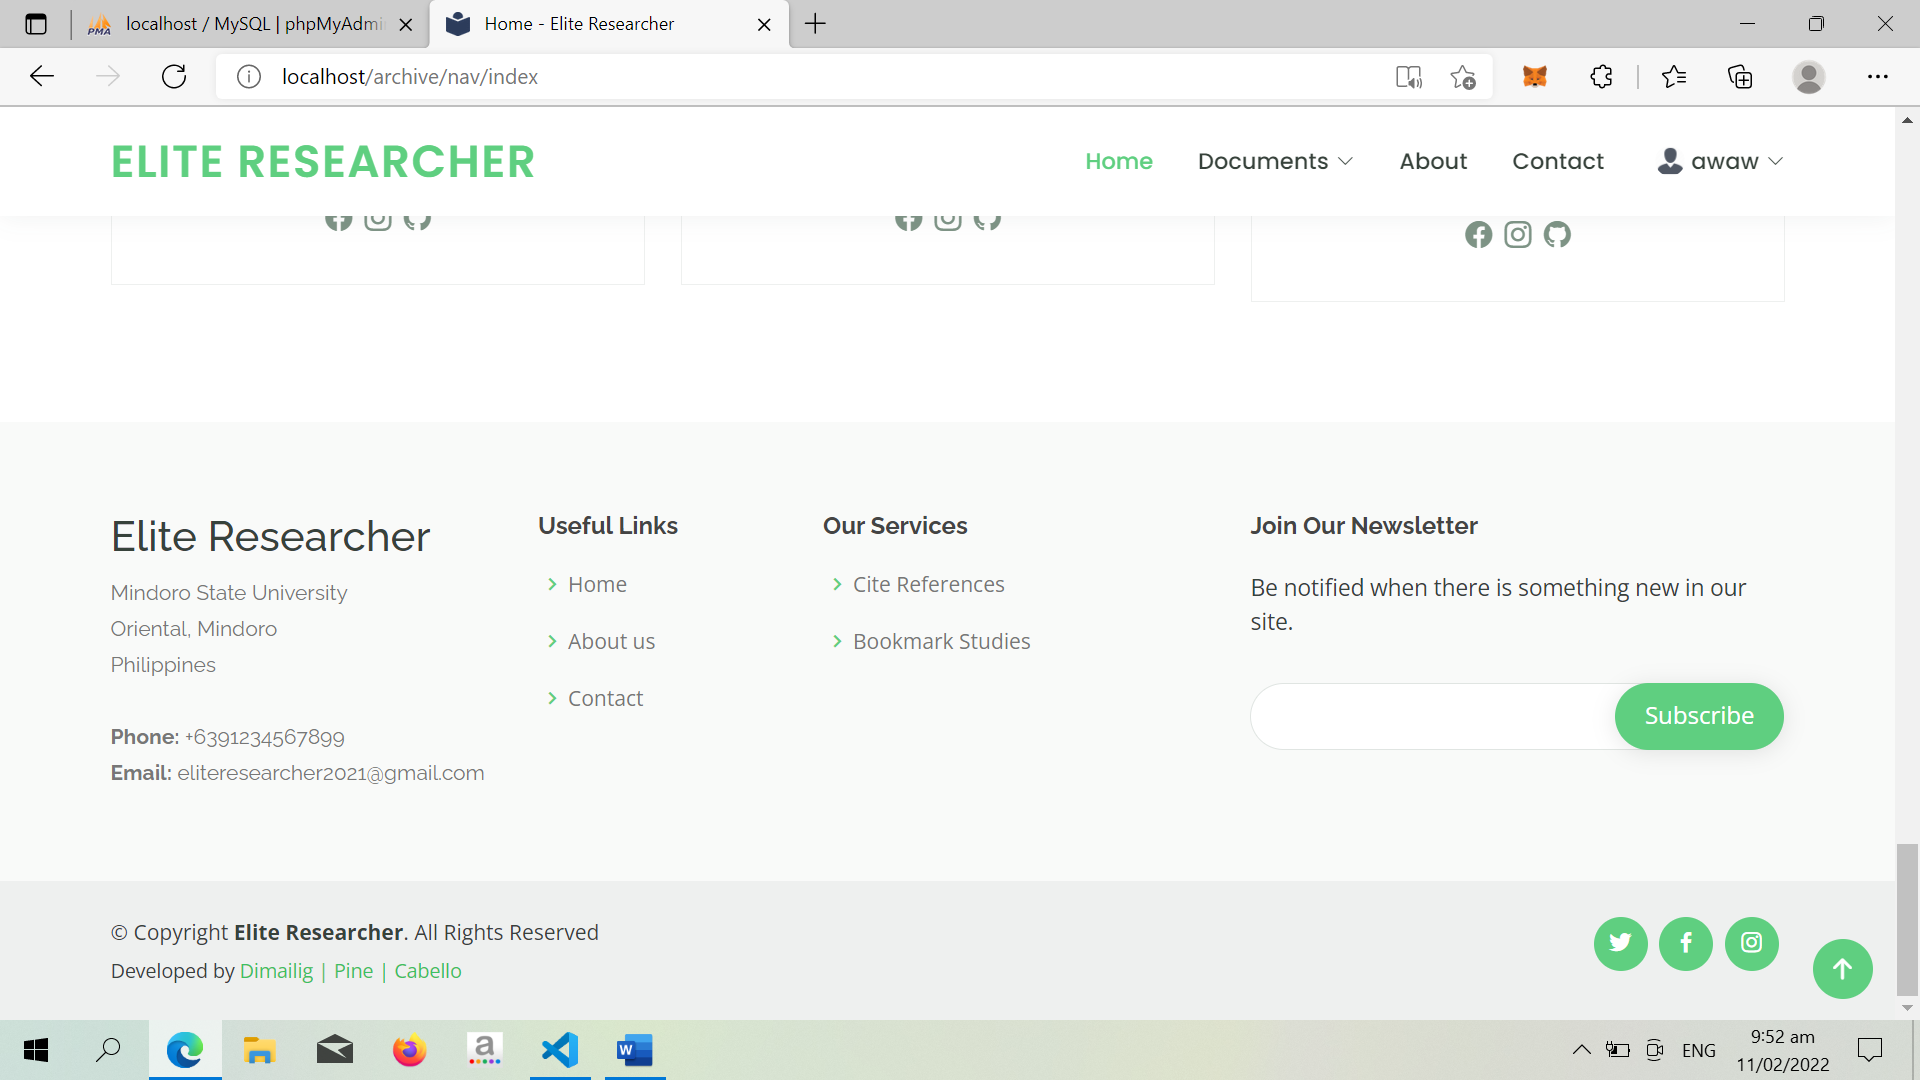 localhost / MySQL | phpMyAdmi
Home - Elite Researcher
localhost/archive/nav/index
ELITE RESEARCHER
Home
Documents
About
Contact
awaw
Elite Researcher
Mindoro State University
Oriental, Mindoro
Philippines
Phone: +6391234567899
Email: eliteresearcher2021@gmail.com
Useful Links
Home
About us
Contact
Our Services
Cite References
Bookmark Studies
Join Our Newsletter
Be notified when there is something new in our
site.
Subscribe
© Copyright Elite Researcher. All Rights Reserved
Developed by Dimailig | Pine | Cabello
ENG
9:52 am
11/02/2022